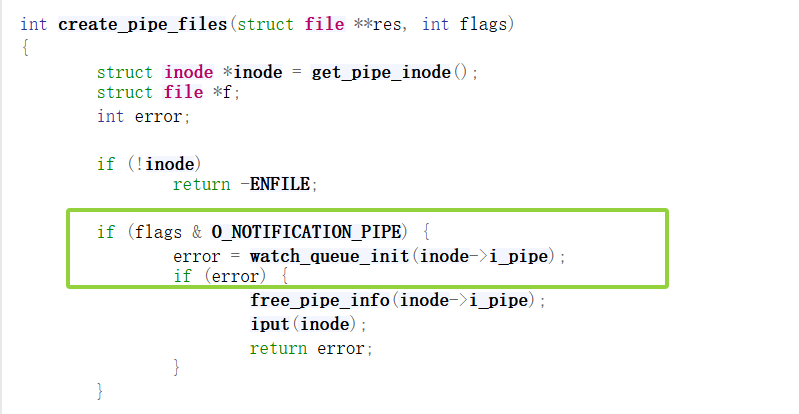 int create_pipe_files(struct file **res, int flags)
{
        struct inode *inode = get_pipe_inode();
        struct file *f;
        int error;

        if (!inode)
                return -ENFILE;

        if (flags & O_NOTIFICATION_PIPE) {
                error = watch_queue_init(inode->i_pipe);
                if (error) {
                        free_pipe_info(inode->i_pipe);
                        iput(inode);
                        return error;
                }
        }